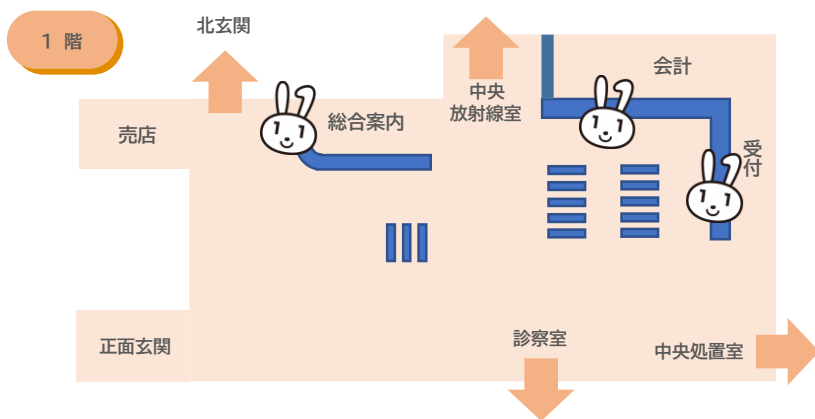 1 階
北玄関
会計
中央
放射線室
総合案内
売店
受
付
正面玄関
診察室
中央処置室